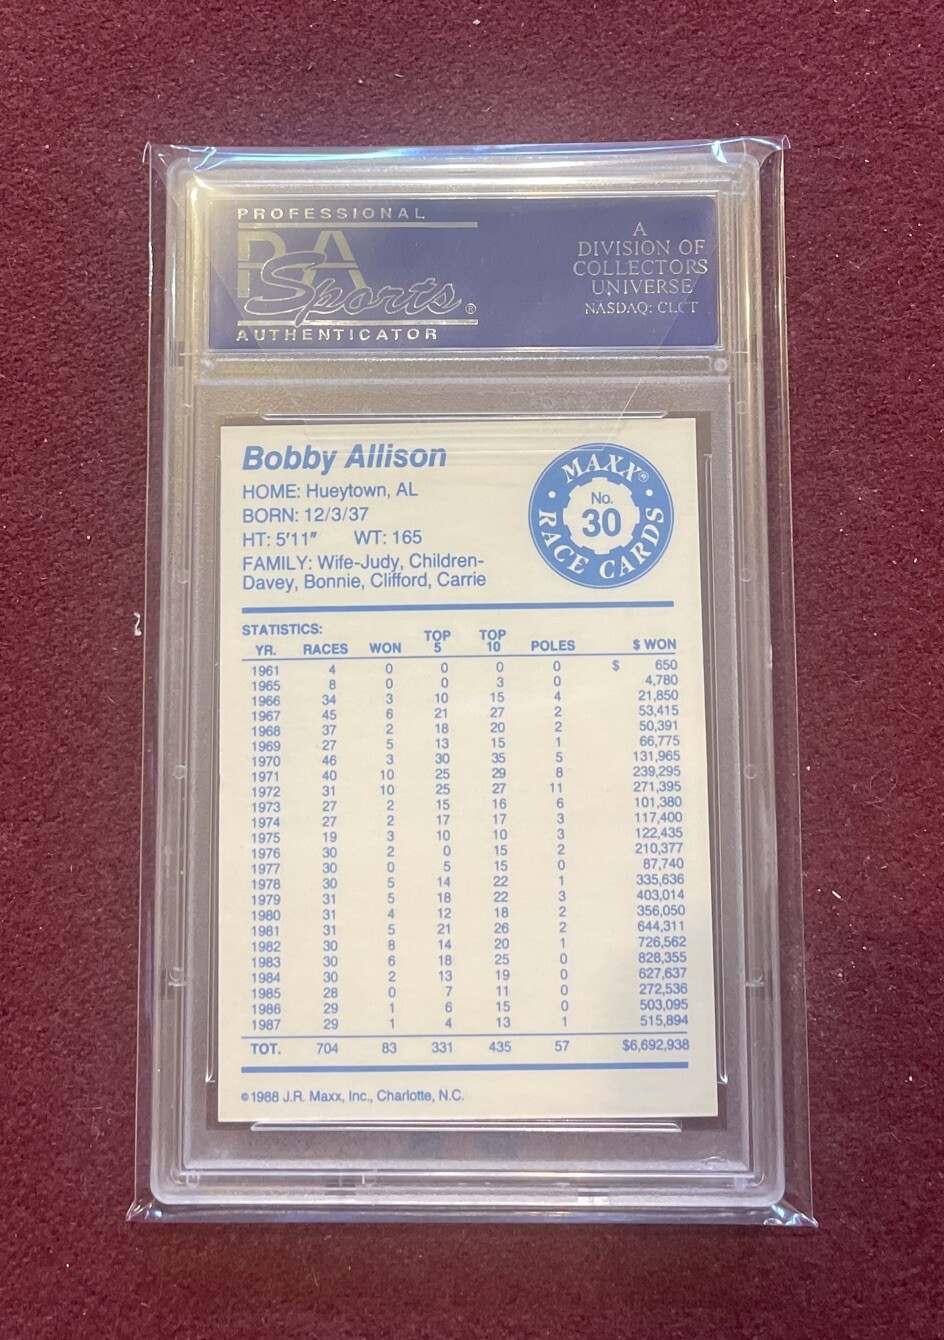 PROFESSIONAL
PSA
Sports®
AUTHENTICATOR
A
DIVISION OF
COLLECTORS
UNIVERSE
NASDAQ: CLCT
Bobby Allison
HOME: Hueytown, AL
BORN: 12/3/37
HT: 5'11" WT: 165
FAMILY: Wife-Judy, Children-
Davey, Bonnie, Clifford, Carrie
MAXX®
No.
30
RACE CARDS
STATISTICS:
YR. RACES WON TOP 5 TOP 10 POLES $ WON
1961 4 0 0 0 0 $ 650
1965 8 0 0 3 0 4,780
1966 34 3 10 15 4 21,850
1967 45 6 21 27 2 53,415
1968 37 2 18 20 2 50,391
1969 27 5 13 15 1 66,775
1970 46 3 30 35 5 131,965
1971 40 10 25 29 8 239,295
1972 31 10 25 27 11 271,395
1973 27 2 15 16 6 101,380
1974 27 2 17 17 3 117,400
1975 19 3 10 10 3 122,435
1976 30 2 0 15 2 210,377
1977 30 0 5 15 0 87,740
1978 30 5 14 22 1 335,636
1979 31 5 18 22 3 403,014
1980 31 4 12 18 2 356,050
1981 31 5 21 26 2 644,311
1982 30 8 14 20 1 726,562
1983 30 6 18 25 0 828,355
1984 30 2 13 19 0 627,637
1985 28 0 7 11 0 272,536
1986 29 1 6 15 0 503,095
1987 29 1 4 13 1 515,894
TOT. 704 83 331 435 57 $6,692,938
©1988 J.R. Maxx, Inc., Charlotte, N.C.